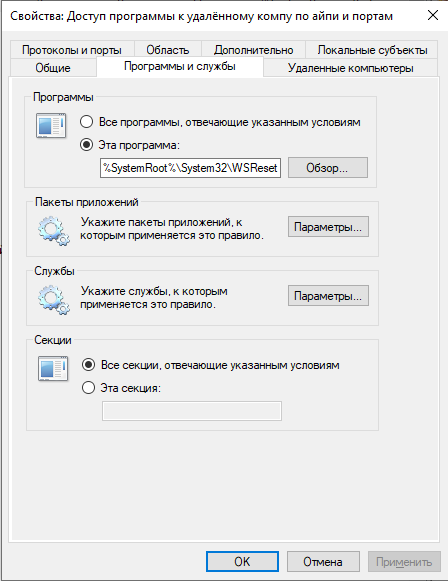 Свойства: Доступ программы к удалённому компу по айпи и портам
Протоколы и порты
Область
Дополнительно
Локальные субъекты
Общие
Программы и службы
Удаленные компьютеры
Программы
Все программы, отвечающие указанным условиям
Эта программа:
%SystemRoot%\System32\WSReset
Обзор...
Пакеты приложений
Укажите пакеты приложений, к
которым применяется это правило.
Параметры...
Службы
Укажите службы, к которым
применяется это правило.
Параметры...
Секции
Все секции, отвечающие указанным условиям
Эта секция:
OK
Отмена
Применить